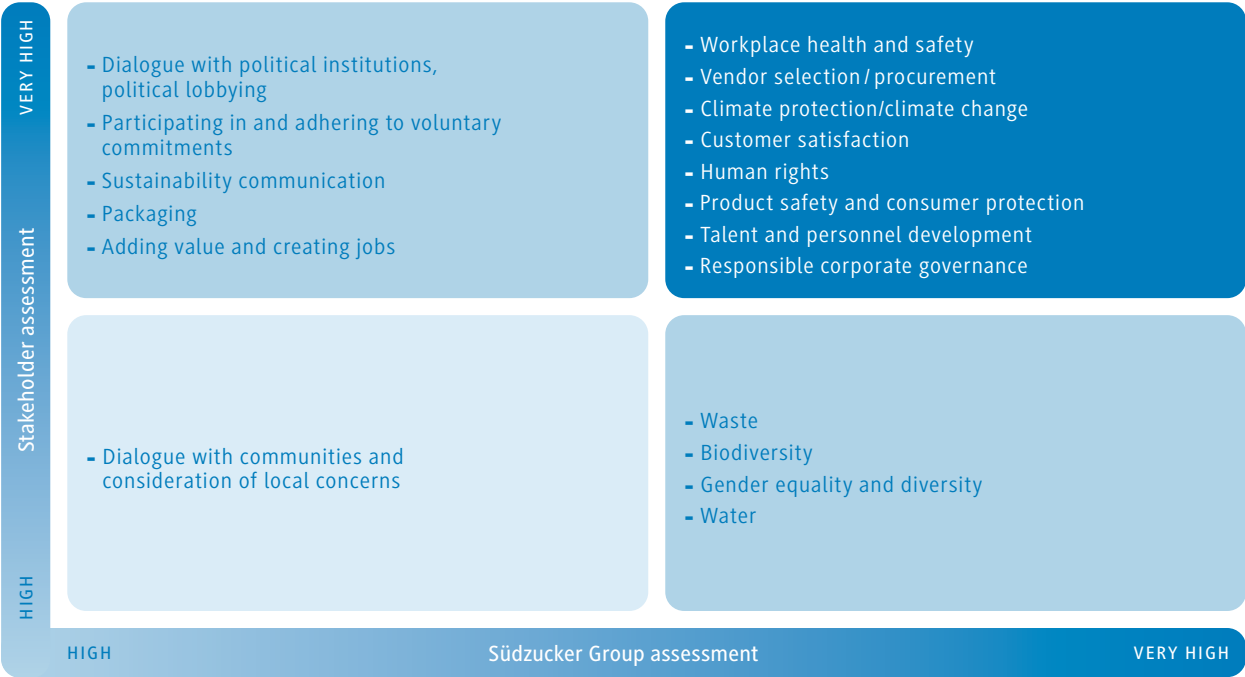 VERY HIGH
Stakeholder assessment
HIGH
- Dialogue with political institutions,
political lobbying
- Participating in and adhering to voluntary
commitments
- Sustainability communication
- Packaging
- Adding value and creating jobs
- Workplace health and safety
- Vendor selection / procurement
- Climate protection/climate change
- Customer satisfaction
- Human rights
- Product safety and consumer protection
- Talent and personnel development
- Responsible corporate governance
- Dialogue with communities and
consideration of local concerns
- Waste
- Biodiversity
- Gender equality and diversity
- Water
HIGH
Südzucker Group assessment
VERY HIGH